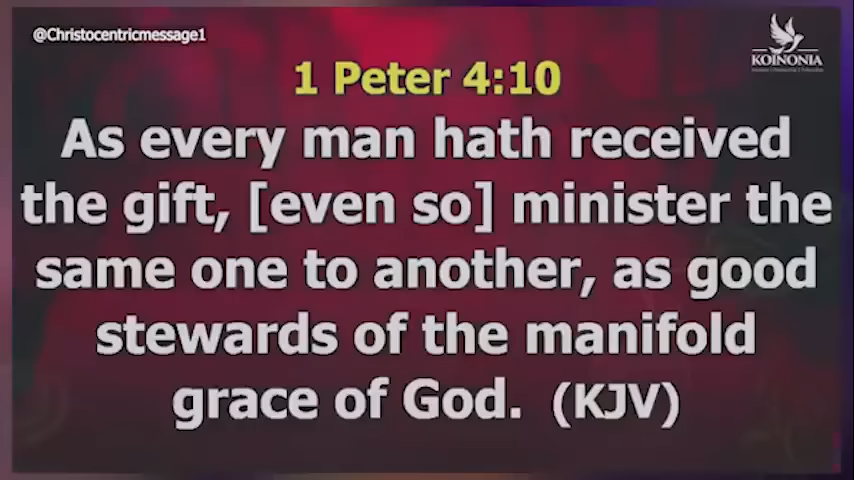 @Christocentricmessage1
KOINONIA
1 Peter 4:10
As every man hath received
the gift, [even so] minister the
same one to another, as good
stewards of the manifold
grace of God. (KJV)